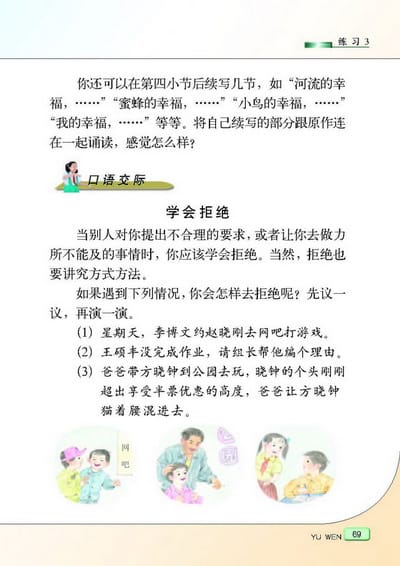 练习3
你还可以在第四小节后续写几节，如“河流的幸
福，……”“蜜蜂的幸福，……”“小鸟的幸福，……”
“我的幸福，……”等等。将自己续写的部分跟原作连
在一起诵读，感觉怎么样？
口语交际
学会拒绝
当别人对你提出不合理的要求，或者让你去做力
所不能及的事情时，你应该学会拒绝。当然，拒绝也
要讲究方式方法。
如果遇到下列情况，你会怎样去拒绝呢？先议一
议，再演一演。
(1) 星期天，李博文约赵晓刚去网吧打游戏。
(2) 王硕丰没完成作业，请组长帮他编个理由。
(3) 爸爸带方晓钟到公园去玩，晓钟的个头刚刚
超出享受半票优惠的高度，爸爸让方晓钟
猫着腰混进去。
网吧
公园
YU WEN 69